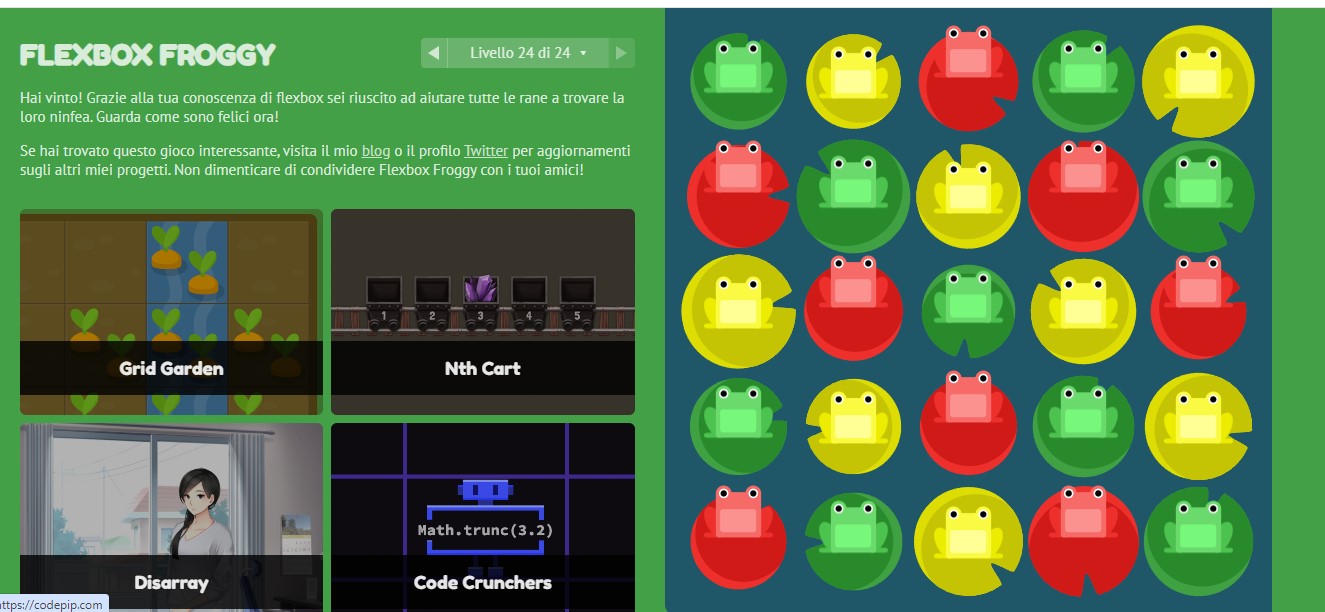 FLEXBOX FROGGY
Livello 24 di 24
Hai vinto! Grazie alla tua conoscenza di flexbox sei riuscito ad aiutare tutte le rane a trovare la
loro ninfea. Guarda come sono felici ora!
Se hai trovato questo gioco interessante, visita il mio blog o il profilo Twitter per aggiornamenti
sugli altri miei progetti. Non dimenticare di condividere Flexbox Froggy con i tuoi amici!
1 2 3 4 5
Grid Garden
Nth Cart
Math.trunc(3.2)
Disarray
Code Crunchers
https://codepip.com